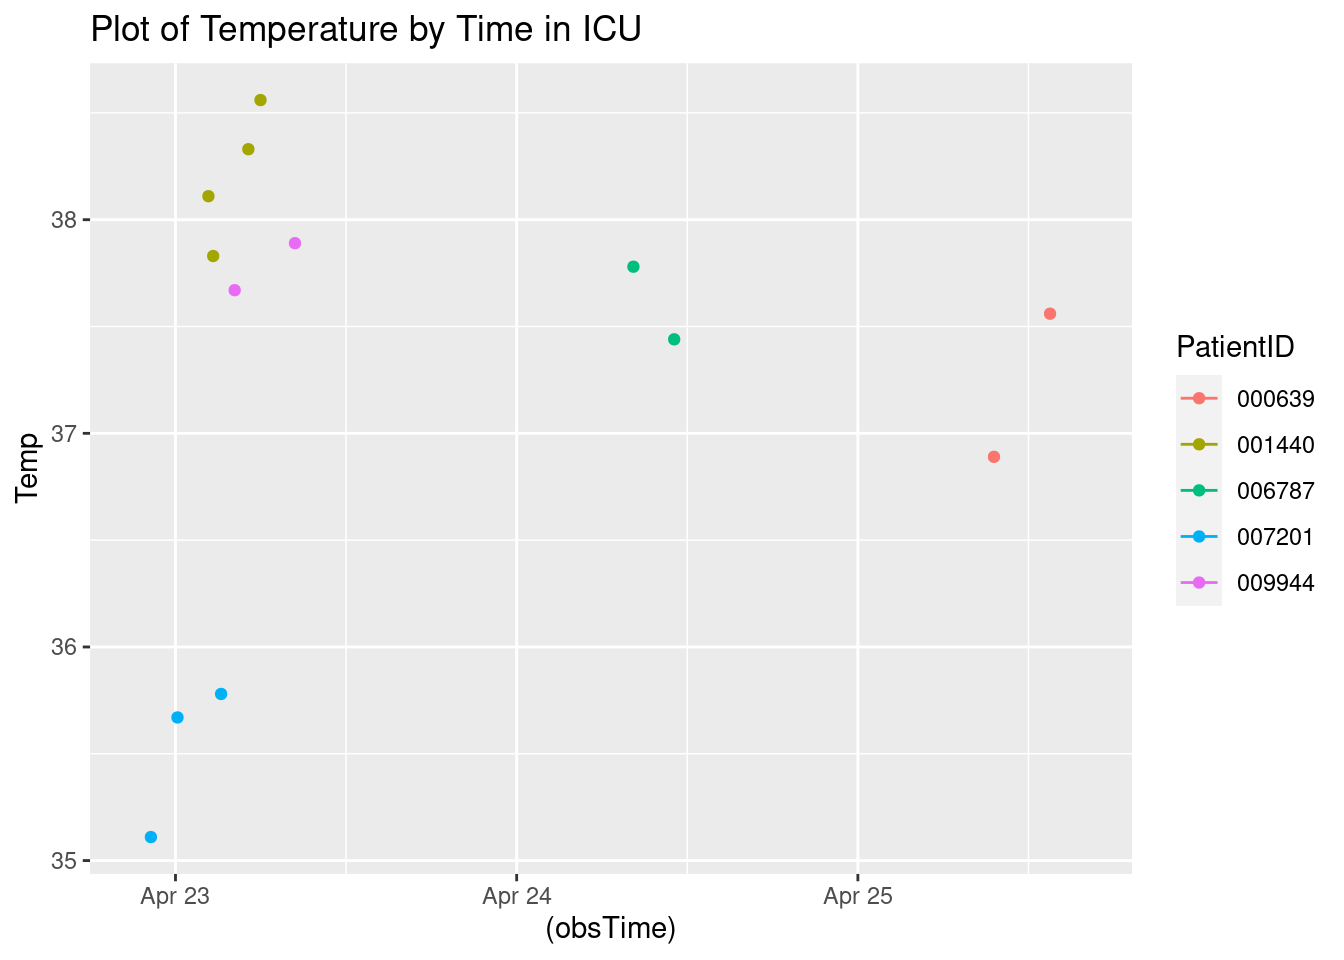 Plot of Temperature by Time in ICU
38
37
36
35
Temp
Apr 23
Apr 24
Apr 25
(obsTime)
PatientID
000639
001440
006787
007201
009944